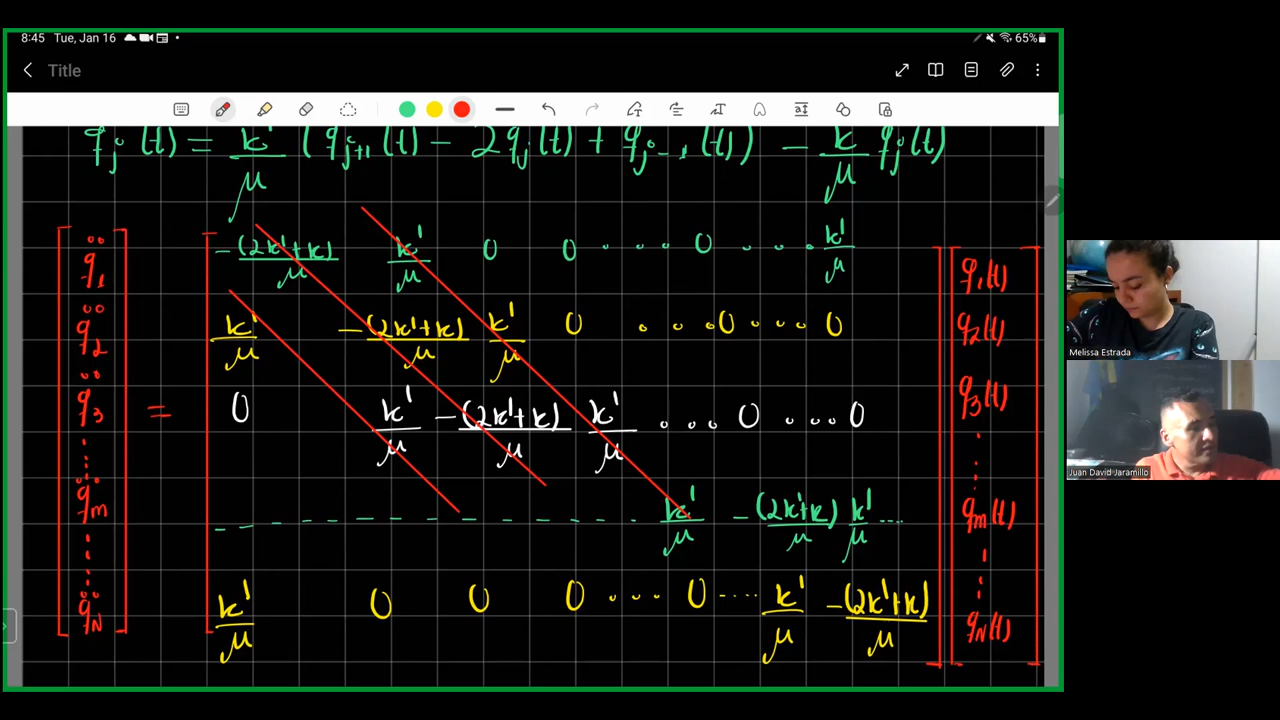 8:45 Tue, Jan 16
65%
Title
q̈j(t) = k'/μ (qj+1(t) − 2qj(t) + qj−1(t)) − k/μ qj(t)
q̈1 −(2k'+k)/μ k'/μ 0 0 ... 0 ... k'/μ q1(t)
q̈2 k'/μ −(2k'+k)/μ k'/μ 0 ... 0 ... 0 q2(t)
q̈3 = 0 k'/μ −(2k'+k)/μ k'/μ ... 0 ... 0 q3(t)
q̈m k'/μ −(2k'+k)/μ k'/μ ... qm(t)
q̈N k'/μ 0 0 0 ... 0 ... k'/μ −(2k'+k)/μ qN(t)
Melissa Estrada
Juan David Jaramillo